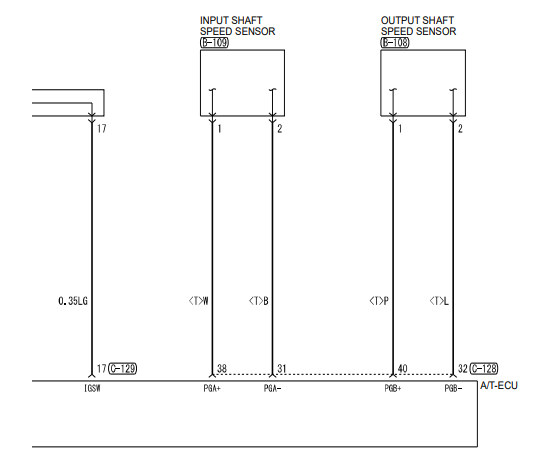 INPUT SHAFT
SPEED SENSOR
B-109
OUTPUT SHAFT
SPEED SENSOR
B-108
17
1
2
1
2
0.35LG
<T>W
<T>B
<T>P
<T>L
17 C-129
38
31
40
32 C-128
IGSW
PGA+
PGA-
PGB+
PGB-
A/T-ECU